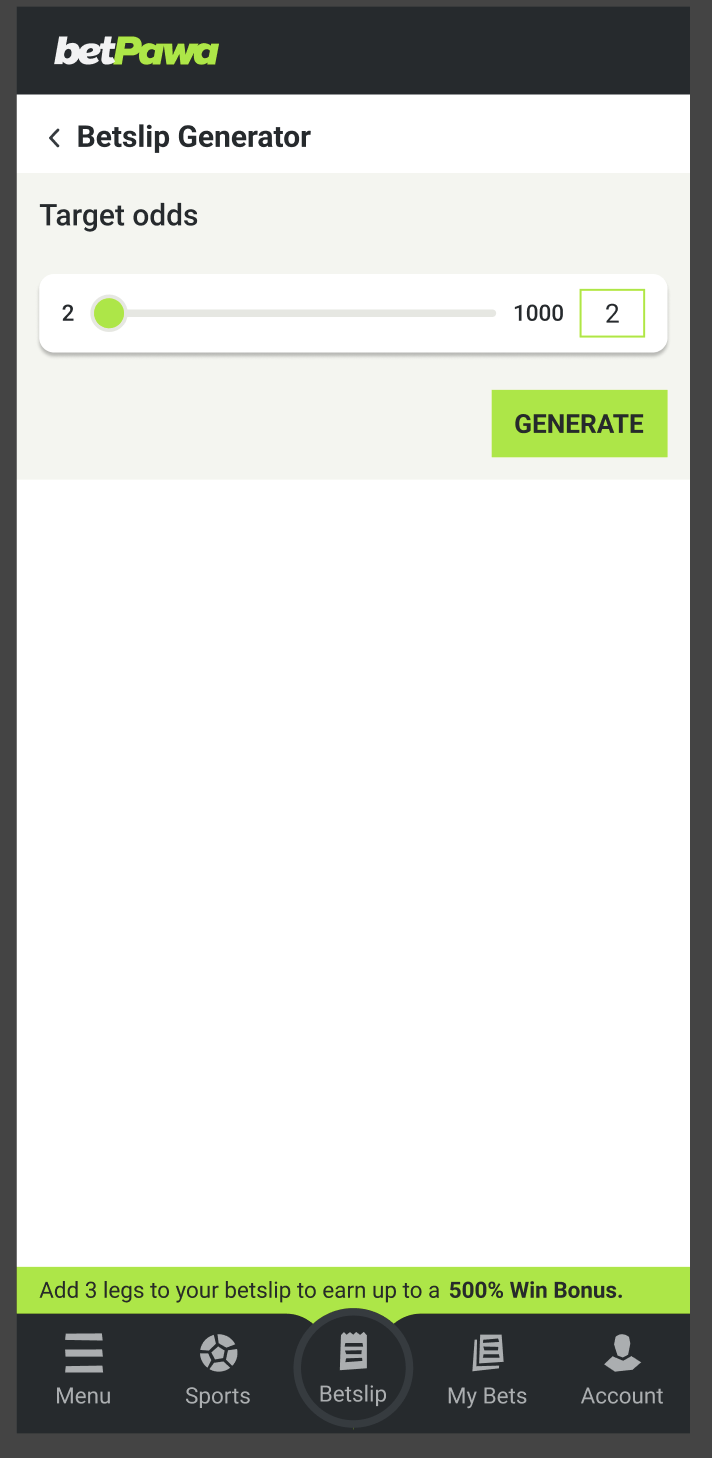 betPawa
Betslip Generator
Target odds
2 1000 2
GENERATE
Add 3 legs to your betslip to earn up to a 500% Win Bonus.
Menu Sports Betslip My Bets Account